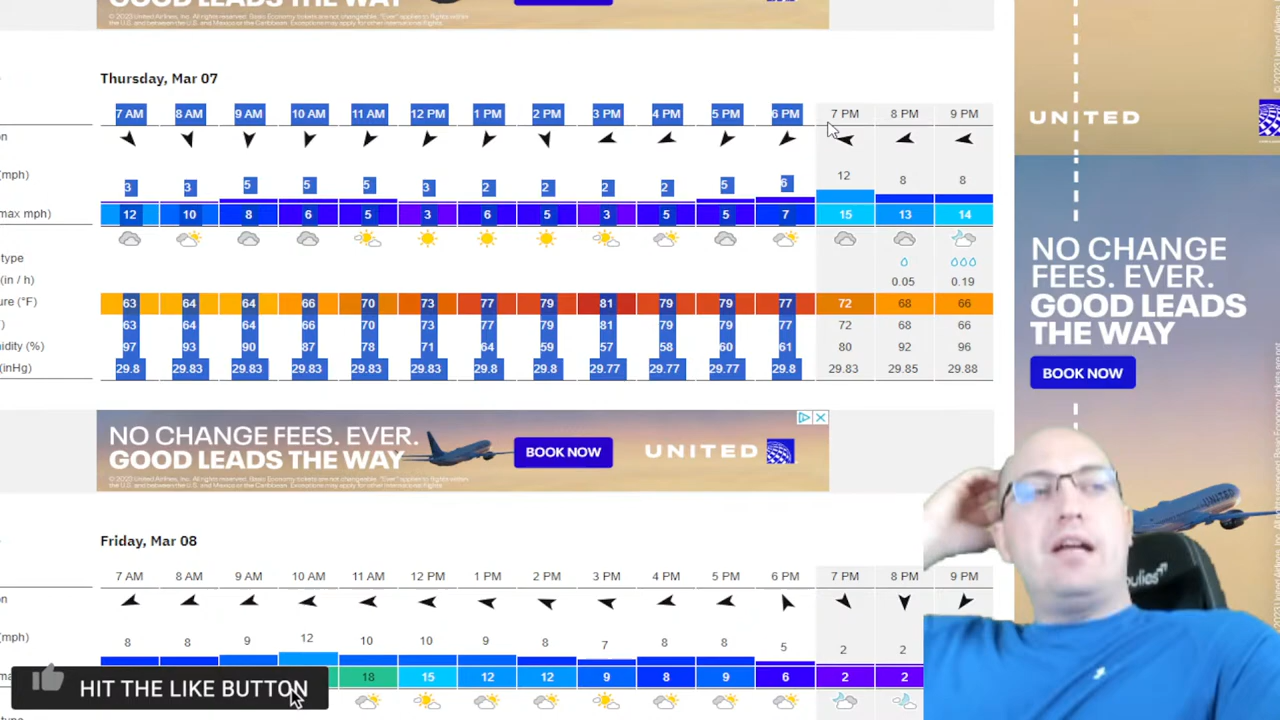 GOOD LEADS THE WAY
Thursday, Mar 07
7 AM 8 AM 9 AM 10 AM 11 AM 12 PM 1 PM 2 PM 3 PM 4 PM 5 PM 6 PM 7 PM 8 PM 9 PM
on
(mph) 3 3 5 5 5 3 2 2 2 2 5 6 12 8 8
max mph) 12 10 8 6 5 3 6 5 3 5 5 7 15 13 14
type
(in / h) 0.05 0.19
ure (°F) 63 64 64 66 70 73 77 79 81 79 79 77 72 68 66
) 63 64 64 66 70 73 77 79 81 79 79 77 72 68 66
idity (%) 97 93 90 87 78 71 64 59 57 58 60 61 80 92 96
(inHg) 29.8 29.83 29.83 29.83 29.83 29.83 29.8 29.8 29.77 29.77 29.77 29.8 29.83 29.85 29.88
NO CHANGE FEES. EVER.
GOOD LEADS THE WAY
BOOK NOW
UNITED
Friday, Mar 08
7 AM 8 AM 9 AM 10 AM 11 AM 12 PM 1 PM 2 PM 3 PM 4 PM 5 PM 6 PM 7 PM 8 PM 9 PM
on
(mph) 8 8 9 12 10 10 9 8 7 8 8 5 2 2
18 15 12 12 9 8 9 6 2 2
HIT THE LIKE BUTTON
UNITED
NO CHANGE
FEES. EVER.
GOOD LEADS
THE WAY
BOOK NOW
UNITED